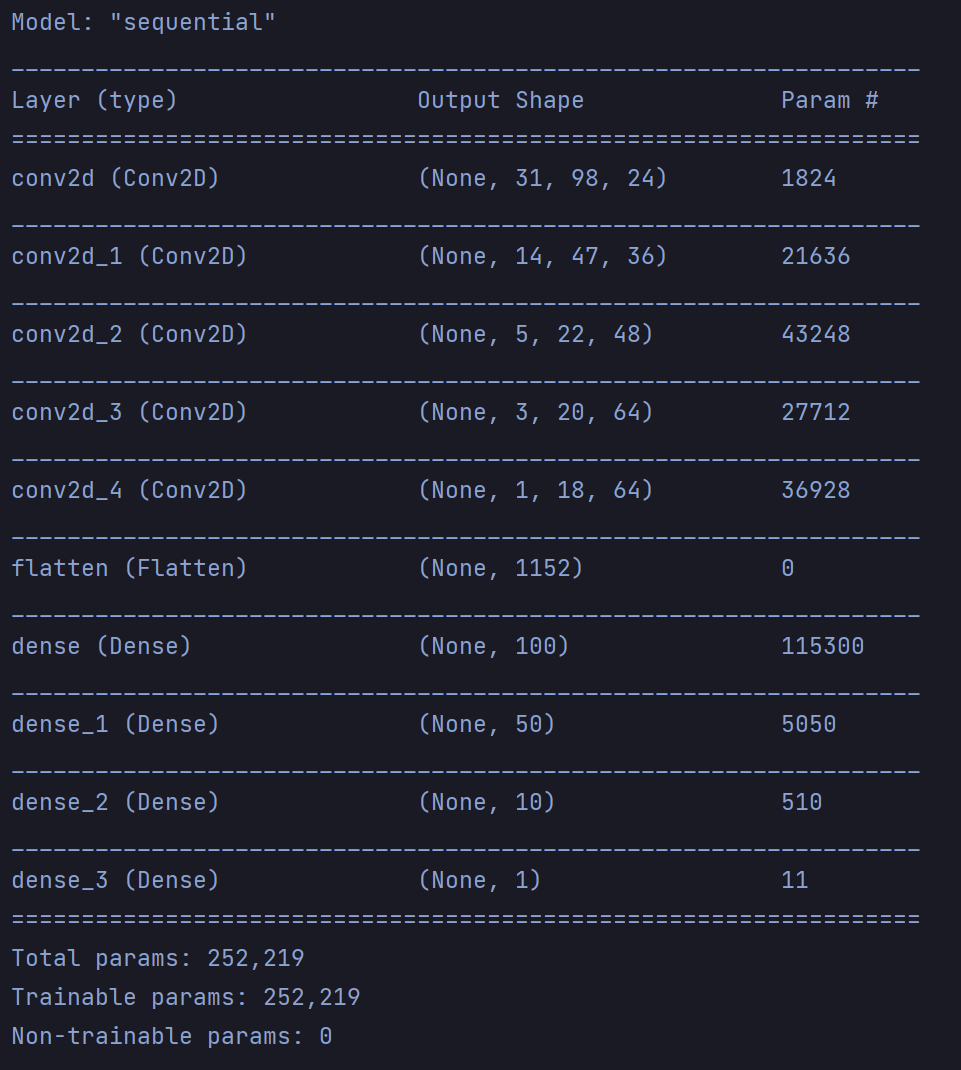 Model: "sequential"
_________________________________________________________________
Layer (type)                 Output Shape              Param #
=================================================================
conv2d (Conv2D)              (None, 31, 98, 24)        1824
_________________________________________________________________
conv2d_1 (Conv2D)            (None, 14, 47, 36)        21636
_________________________________________________________________
conv2d_2 (Conv2D)            (None, 5, 22, 48)         43248
_________________________________________________________________
conv2d_3 (Conv2D)            (None, 3, 20, 64)         27712
_________________________________________________________________
conv2d_4 (Conv2D)            (None, 1, 18, 64)         36928
_________________________________________________________________
flatten (Flatten)            (None, 1152)              0
_________________________________________________________________
dense (Dense)                (None, 100)               115300
_________________________________________________________________
dense_1 (Dense)              (None, 50)                5050
_________________________________________________________________
dense_2 (Dense)              (None, 10)                510
_________________________________________________________________
dense_3 (Dense)              (None, 1)                 11
=================================================================
Total params: 252,219
Trainable params: 252,219
Non-trainable params: 0